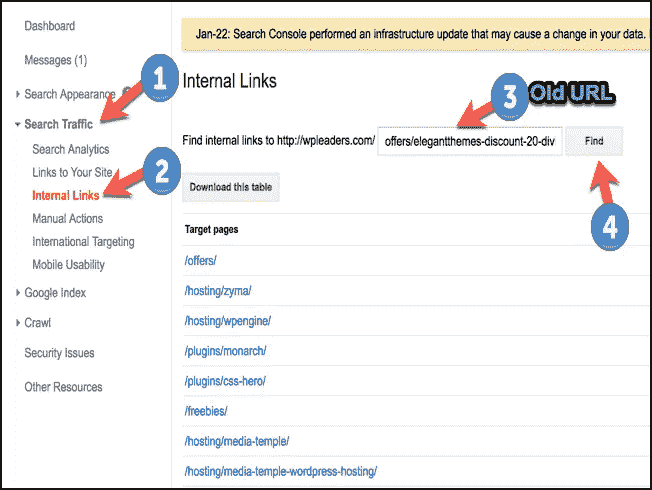 Dashboard
Messages (1)
Search Appearance
Search Traffic
Search Analytics
Links to Your Site
Internal Links
Manual Actions
International Targeting
Mobile Usability
Google Index
Crawl
Security Issues
Other Resources
1
2
Jan-22: Search Console performed an infrastructure update that may cause a change in your data.
Internal Links
3 Old URL
Find internal links to http://wpleaders.com/ offers/elegantthemes-discount-20-div Find
4
Download this table
Target pages
/offers/
/hosting/zyma/
/hosting/wpengine/
/plugins/monarch/
/plugins/css-hero/
/freebies/
/hosting/media-temple/
/hosting/media-temple-wordpress-hosting/